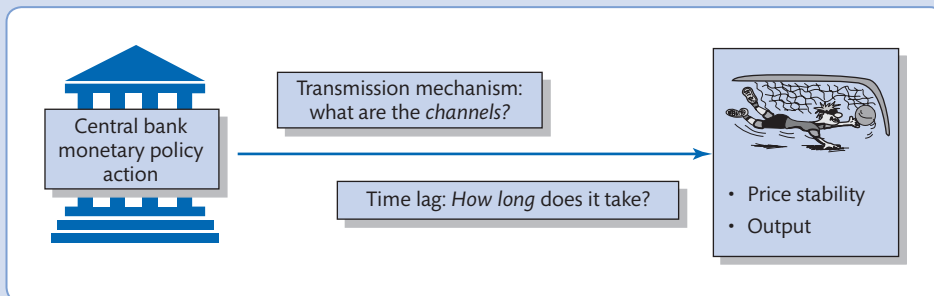 Transmission mechanism:
what are the channels?
Central bank
monetary policy
action
Time lag: How long does it take?
• Price stability
• Output